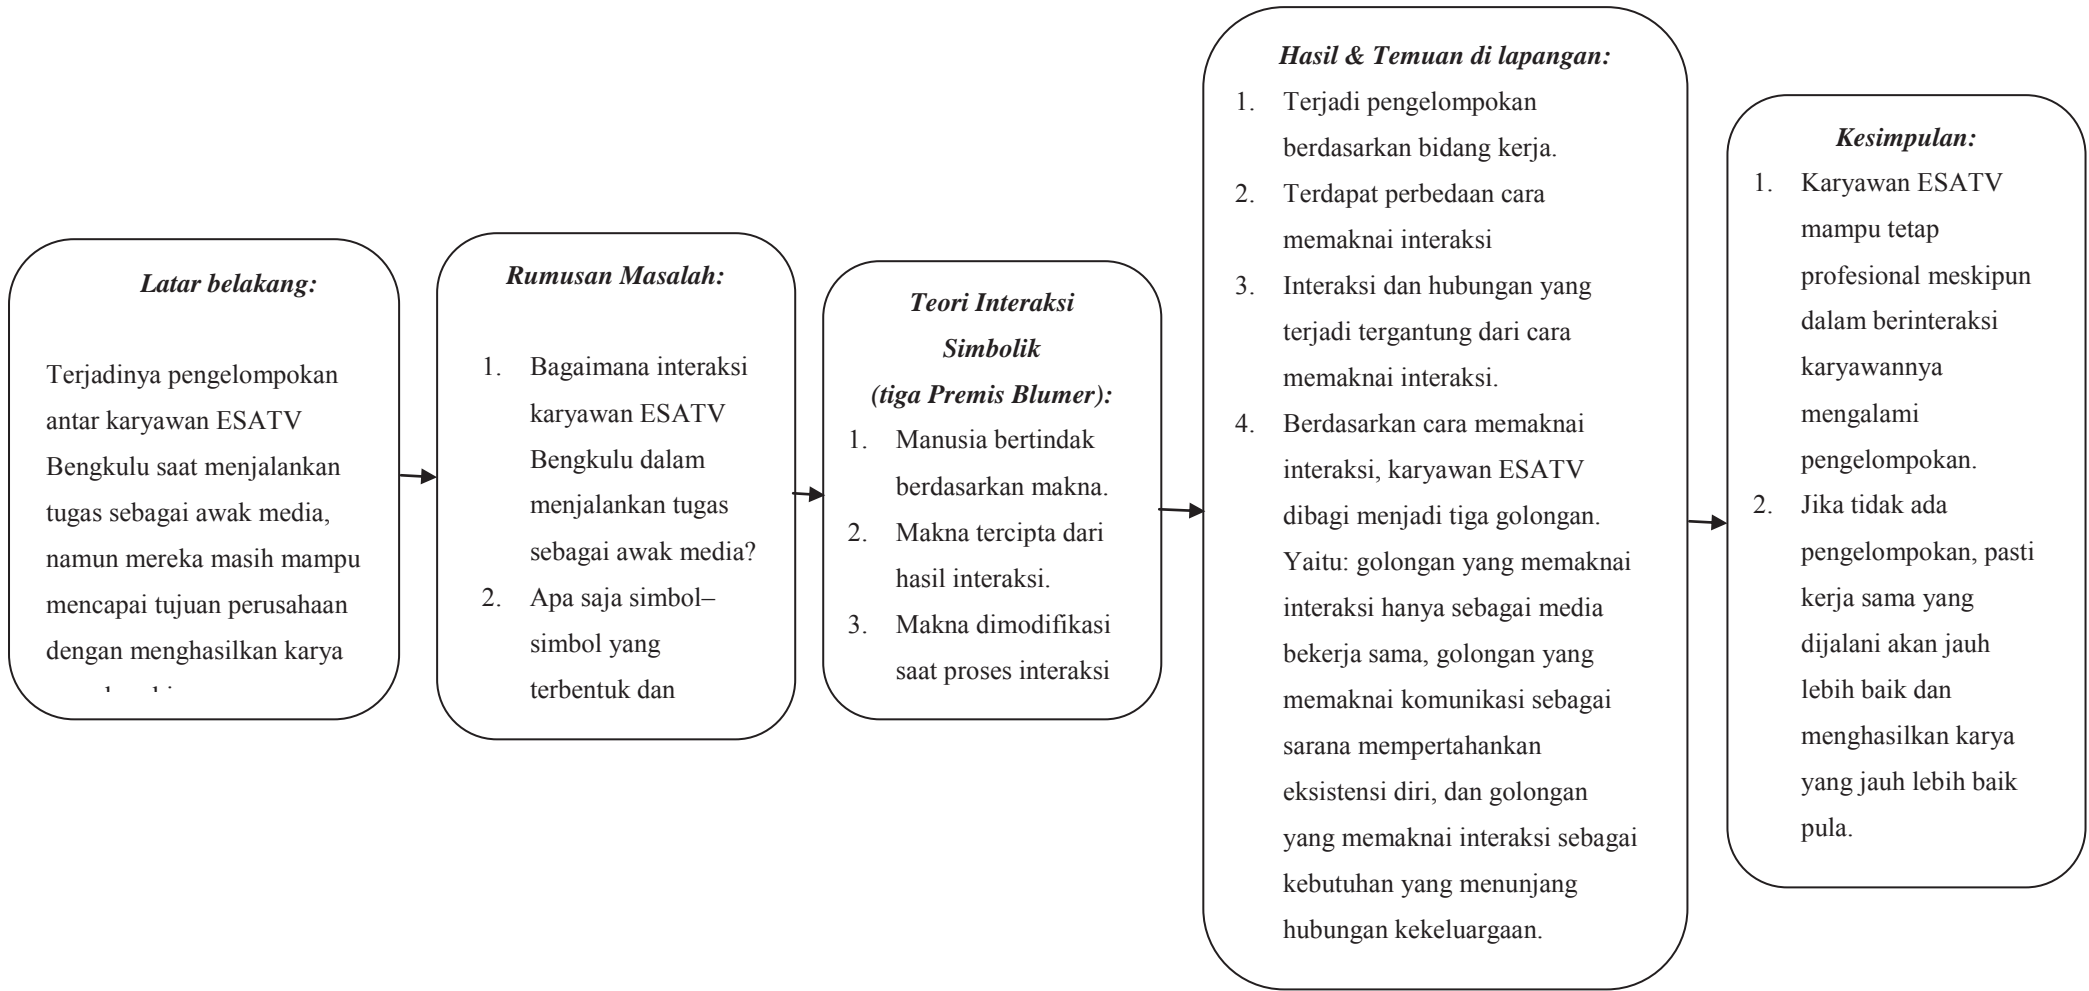 Latar belakang:
Terjadinya pengelompokan
antar karyawan ESATV
Bengkulu saat menjalankan
tugas sebagai awak media,
namun mereka masih mampu
mencapai tujuan perusahaan
dengan menghasilkan karya
Rumusan Masalah:
1. Bagaimana interaksi
karyawan ESATV
Bengkulu dalam
menjalankan tugas
sebagai awak media?
2. Apa saja simbol–
simbol yang
terbentuk dan
Teori Interaksi
Simbolik
(tiga Premis Blumer):
1. Manusia bertindak
berdasarkan makna.
2. Makna tercipta dari
hasil interaksi.
3. Makna dimodifikasi
saat proses interaksi
Hasil & Temuan di lapangan:
1. Terjadi pengelompokan
berdasarkan bidang kerja.
2. Terdapat perbedaan cara
memaknai interaksi
3. Interaksi dan hubungan yang
terjadi tergantung dari cara
memaknai interaksi.
4. Berdasarkan cara memaknai
interaksi, karyawan ESATV
dibagi menjadi tiga golongan.
Yaitu: golongan yang memaknai
interaksi hanya sebagai media
bekerja sama, golongan yang
memaknai komunikasi sebagai
sarana mempertahankan
eksistensi diri, dan golongan
yang memaknai interaksi sebagai
kebutuhan yang menunjang
hubungan kekeluargaan.
Kesimpulan:
1. Karyawan ESATV
mampu tetap
profesional meskipun
dalam berinteraksi
karyawannya
mengalami
pengelompokan.
2. Jika tidak ada
pengelompokan, pasti
kerja sama yang
dijalani akan jauh
lebih baik dan
menghasilkan karya
yang jauh lebih baik
pula.